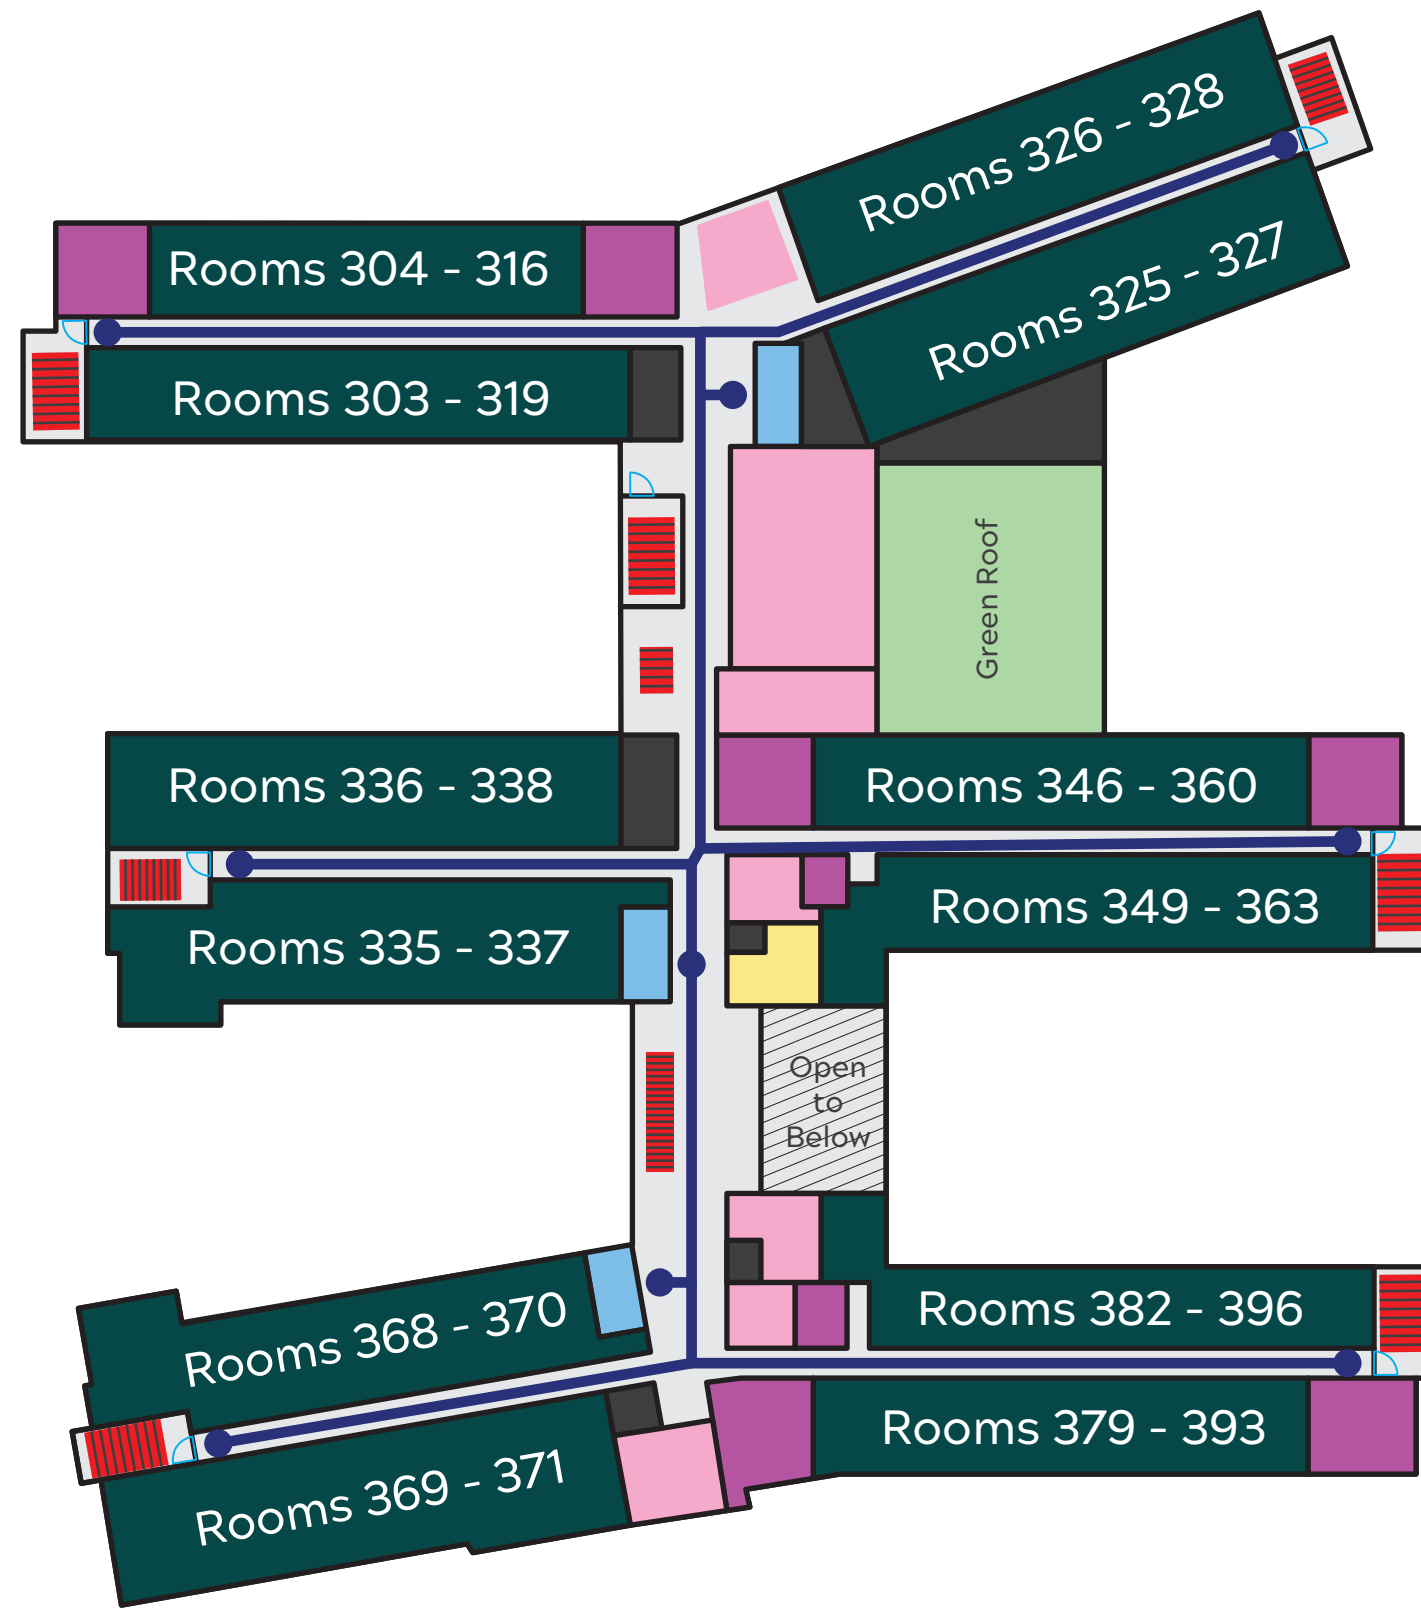 Rooms 326 - 328
Rooms 304 - 316
Rooms 325 - 327
Rooms 303 - 319
Green Roof
Rooms 336 - 338
Rooms 346 - 360
Rooms 335 - 337
Rooms 349 - 363
Open
to
Below
Rooms 368 - 370
Rooms 382 - 396
Rooms 369 - 371
Rooms 379 - 393